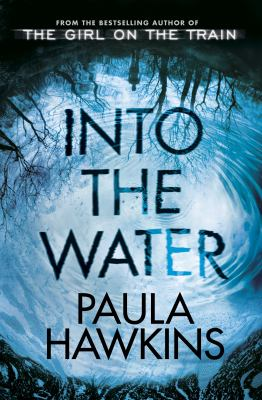 FROM THE BESTSELLING AUTHOR OF
THE GIRL ON THE TRAIN
INTO
THE
WATER
PAULA
HAWKINS